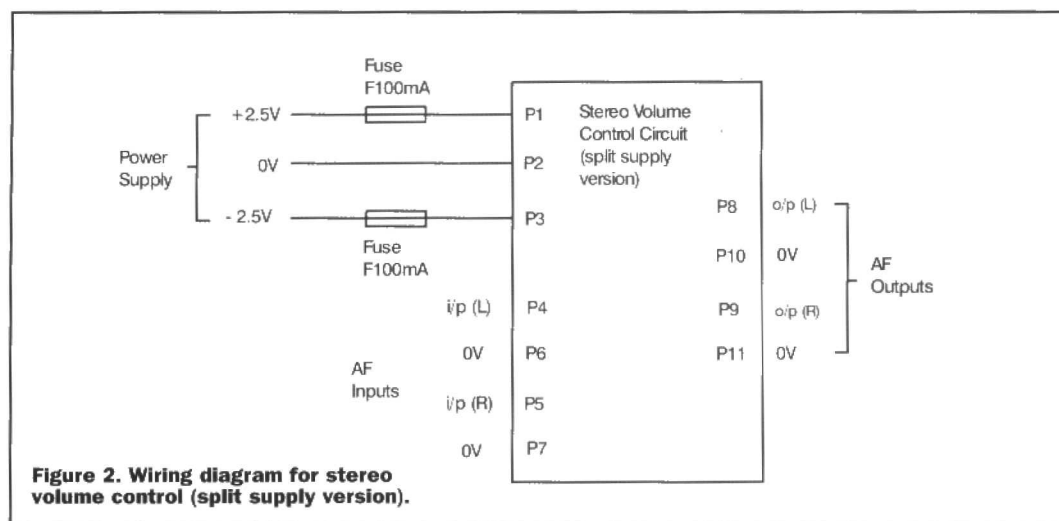 Fuse
F100mA
+2.5V
P1
Stereo Volume
Control Circuit
(split supply
version)
Power
Supply
0V
P2
- 2.5V
P3
Fuse
F100mA
P8
o/p (L)
P10
0V
AF
Outputs
P9
o/p (R)
P11
0V
i/p (L)
P4
0V
P6
AF
Inputs
i/p (R)
P5
0V
P7
Figure 2. Wiring diagram for stereo
volume control (split supply version).